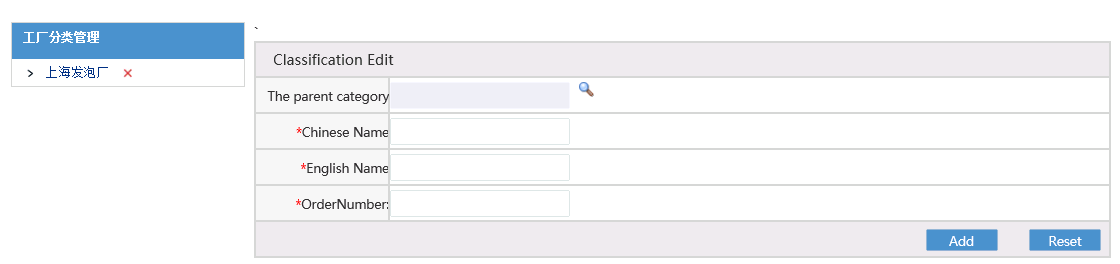 工厂分类管理
上海发泡厂
`
Classification Edit
The parent category
*Chinese Name
*English Name
*OrderNumber:
Add Reset